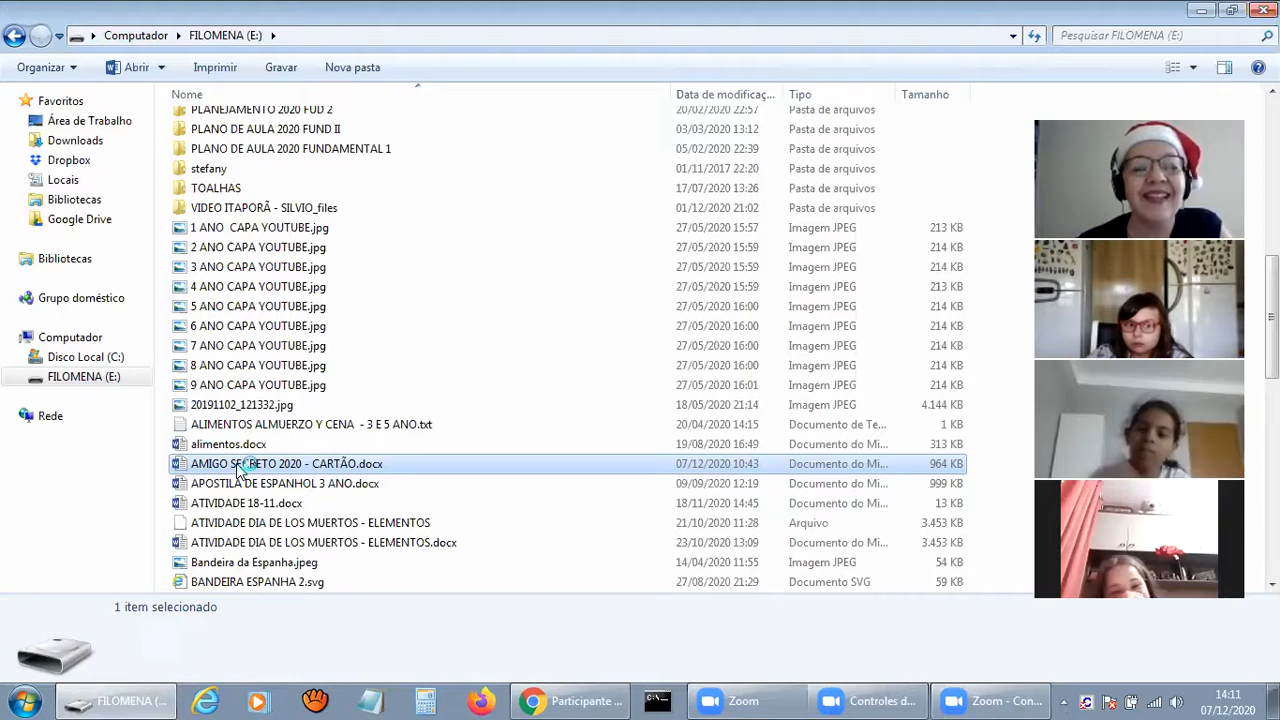 Computador ▸ FILOMENA (E:) ▸
Pesquisar FILOMENA (E:)
Organizar
Abrir
Imprimir
Gravar
Nova pasta
Nome
Data de modificaç...
Tipo
Tamanho
Favoritos
Área de Trabalho
Downloads
Dropbox
Locais
Bibliotecas
Google Drive
Bibliotecas
Grupo doméstico
Computador
Disco Local (C:)
FILOMENA (E:)
Rede
PLANEJAMENTO 2020 FUD 2 20/02/2020 22:57 Pasta de arquivos
PLANO DE AULA 2020 FUND II 03/03/2020 13:12 Pasta de arquivos
PLANO DE AULA 2020 FUNDAMENTAL 1 05/02/2020 22:39 Pasta de arquivos
stefany 01/11/2017 22:20 Pasta de arquivos
TOALHAS 17/07/2020 13:26 Pasta de arquivos
VIDEO ITAPORÃ - SILVIO_files 01/12/2020 21:02 Pasta de arquivos
1 ANO  CAPA YOUTUBE.jpg 27/05/2020 15:57 Imagem JPEG 213 KB
2 ANO CAPA YOUTUBE.jpg 27/05/2020 15:59 Imagem JPEG 214 KB
3 ANO CAPA YOUTUBE.jpg 27/05/2020 15:59 Imagem JPEG 214 KB
4 ANO CAPA YOUTUBE.jpg 27/05/2020 15:59 Imagem JPEG 213 KB
5 ANO CAPA YOUTUBE.jpg 27/05/2020 16:00 Imagem JPEG 214 KB
6 ANO CAPA YOUTUBE.jpg 27/05/2020 16:00 Imagem JPEG 214 KB
7 ANO CAPA YOUTUBE.jpg 27/05/2020 16:00 Imagem JPEG 214 KB
8 ANO CAPA YOUTUBE.jpg 27/05/2020 16:00 Imagem JPEG 214 KB
9 ANO CAPA YOUTUBE.jpg 27/05/2020 16:01 Imagem JPEG 214 KB
20191102_121332.jpg 18/05/2020 21:14 Imagem JPEG 4.144 KB
ALIMENTOS ALMUERZO Y CENA  - 3 E 5 ANO.txt 20/04/2020 14:15 Documento de Te... 1 KB
alimentos.docx 19/08/2020 16:49 Documento do Mi... 313 KB
AMIGO SECRETO 2020 - CARTÃO.docx 07/12/2020 10:43 Documento do Mi... 964 KB
APOSTILA DE ESPANHOL 3 ANO.docx 09/09/2020 12:19 Documento do Mi... 999 KB
ATIVIDADE 18-11.docx 18/11/2020 14:45 Documento do Mi... 13 KB
ATIVIDADE DIA DE LOS MUERTOS - ELEMENTOS 21/10/2020 11:28 Arquivo 3.453 KB
ATIVIDADE DIA DE LOS MUERTOS - ELEMENTOS.docx 23/10/2020 13:09 Documento do Mi... 3.453 KB
Bandeira da Espanha.jpeg 14/04/2020 11:55 Imagem JPEG 54 KB
BANDEIRA ESPANHA 2.svg 27/08/2020 21:29 Documento SVG 59 KB
1 item selecionado
FILOMENA (...
Participante ...
Zoom
Controles d...
Zoom - Con...
14:11
07/12/2020